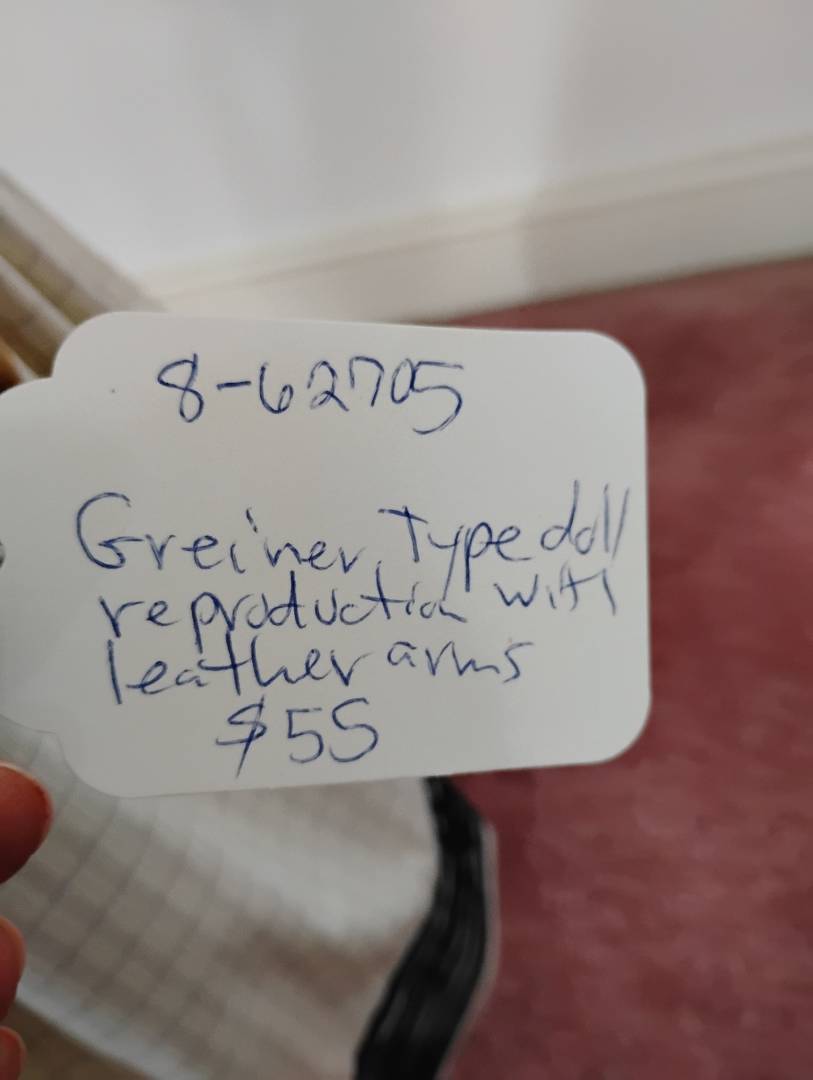 8-62705
Greiner Type doll
reproduction with
leather arms
$55